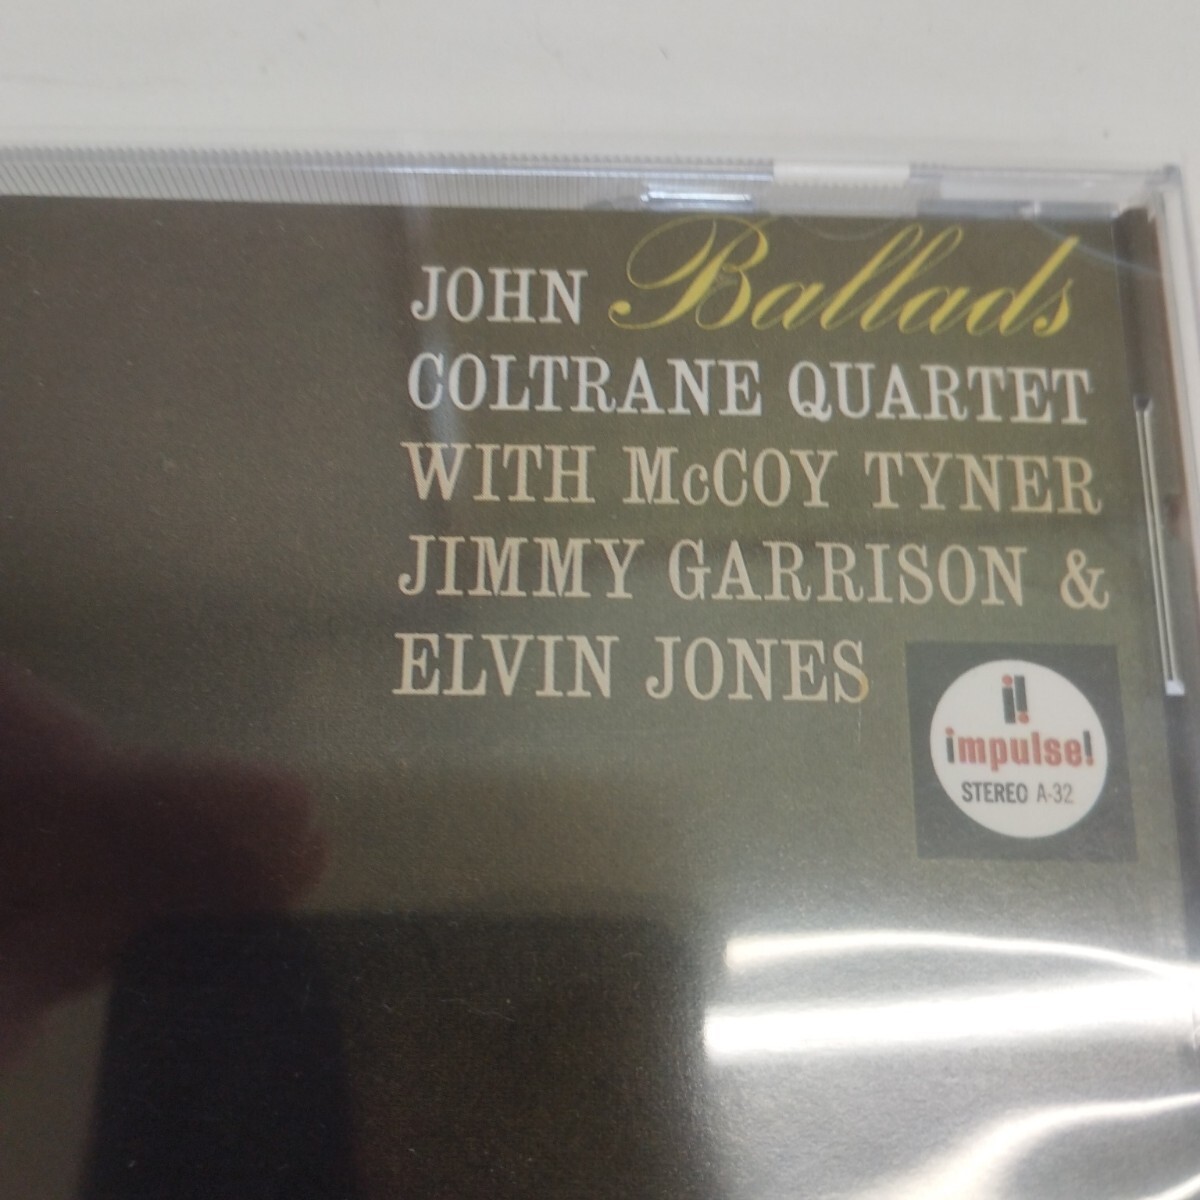 JOHN Ballads
COLTRANE QUARTET
WITH McCOY TYNER
JIMMY GARRISON &
ELVIN JONES
i!
impulse!
STEREO A-32